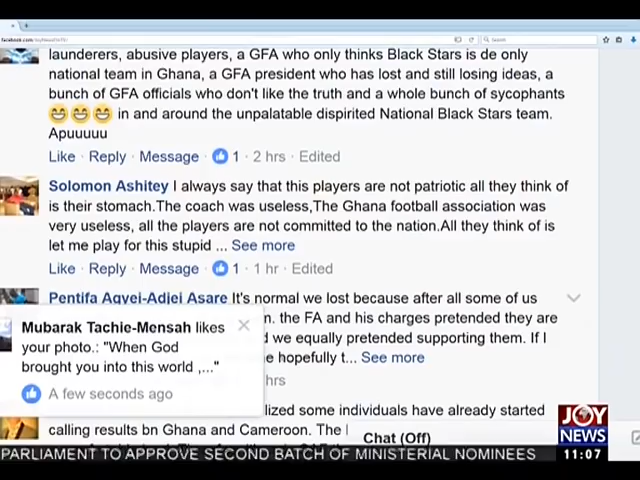 launderers, abusive players, a GFA who only thinks Black Stars is de only
national team in Ghana, a GFA president who has lost and still losing ideas, a
bunch of GFA officials who don't like the truth and a whole bunch of sycophants
😁😁😁 in and around the unpalatable dispirited National Black Stars team.
Apuuuuu
Like · Reply · Message · 1 · 2 hrs · Edited
Solomon Ashitey I always say that this players are not patriotic all they think of
is their stomach.The coach was useless,The Ghana football association was
very useless, all the players are not committed to the nation.All they think of is
let me play for this stupid ... See more
Like · Reply · Message · 1 · 1 hr · Edited
Pentifa Agyei-Adjei Asare It's normal we lost because after all some of us
n. the FA and his charges pretended they are
d we equally pretended supporting them. If I
e hopefully t... See more
hrs
Mubarak Tachie-Mensah likes
your photo.: "When God
brought you into this world ,..."
A few seconds ago
lized some individuals have already started
calling results bn Ghana and Cameroon. The
Chat (Off)
JOY
NEWS
PARLIAMENT TO APPROVE SECOND BATCH OF MINISTERIAL NOMINEES
11:07